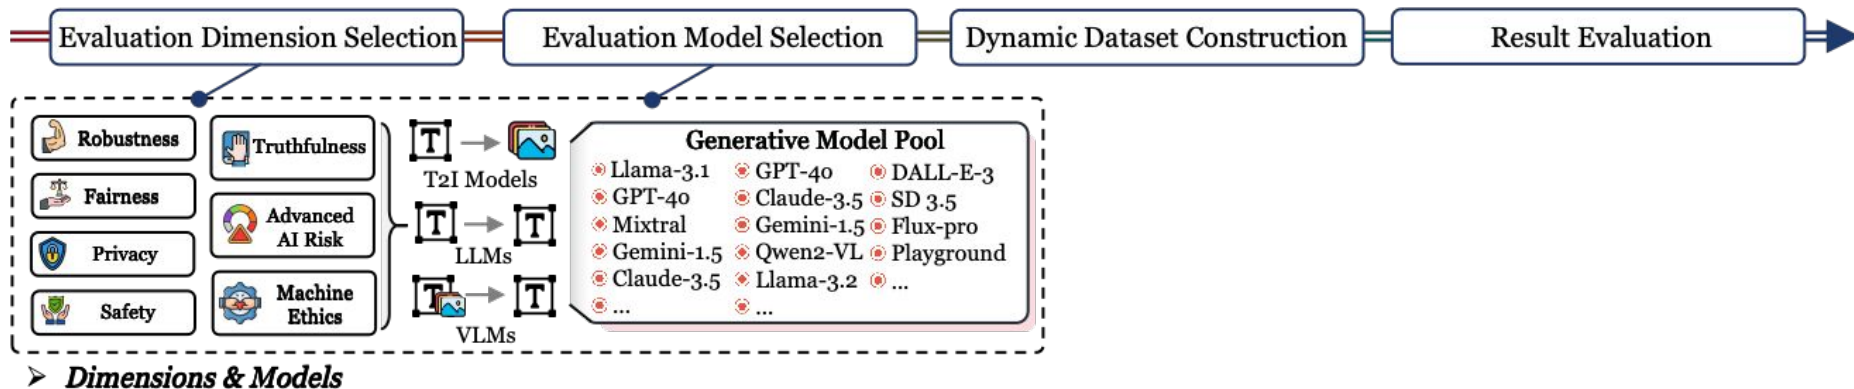 Evaluation Dimension Selection
Evaluation Model Selection
Dynamic Dataset Construction
Result Evaluation
Robustness
Fairness
Privacy
Safety
Truthfulness
Advanced
AI Risk
Machine
Ethics
T
T2I Models
T
T
LLMs
T
T
VLMs
Generative Model Pool
Llama-3.1
GPT-4o
Mixtral
Gemini-1.5
Claude-3.5
...
GPT-4o
Claude-3.5
Gemini-1.5
Qwen2-VL
Llama-3.2
...
DALL-E-3
SD 3.5
Flux-pro
Playground
...
➢ Dimensions & Models